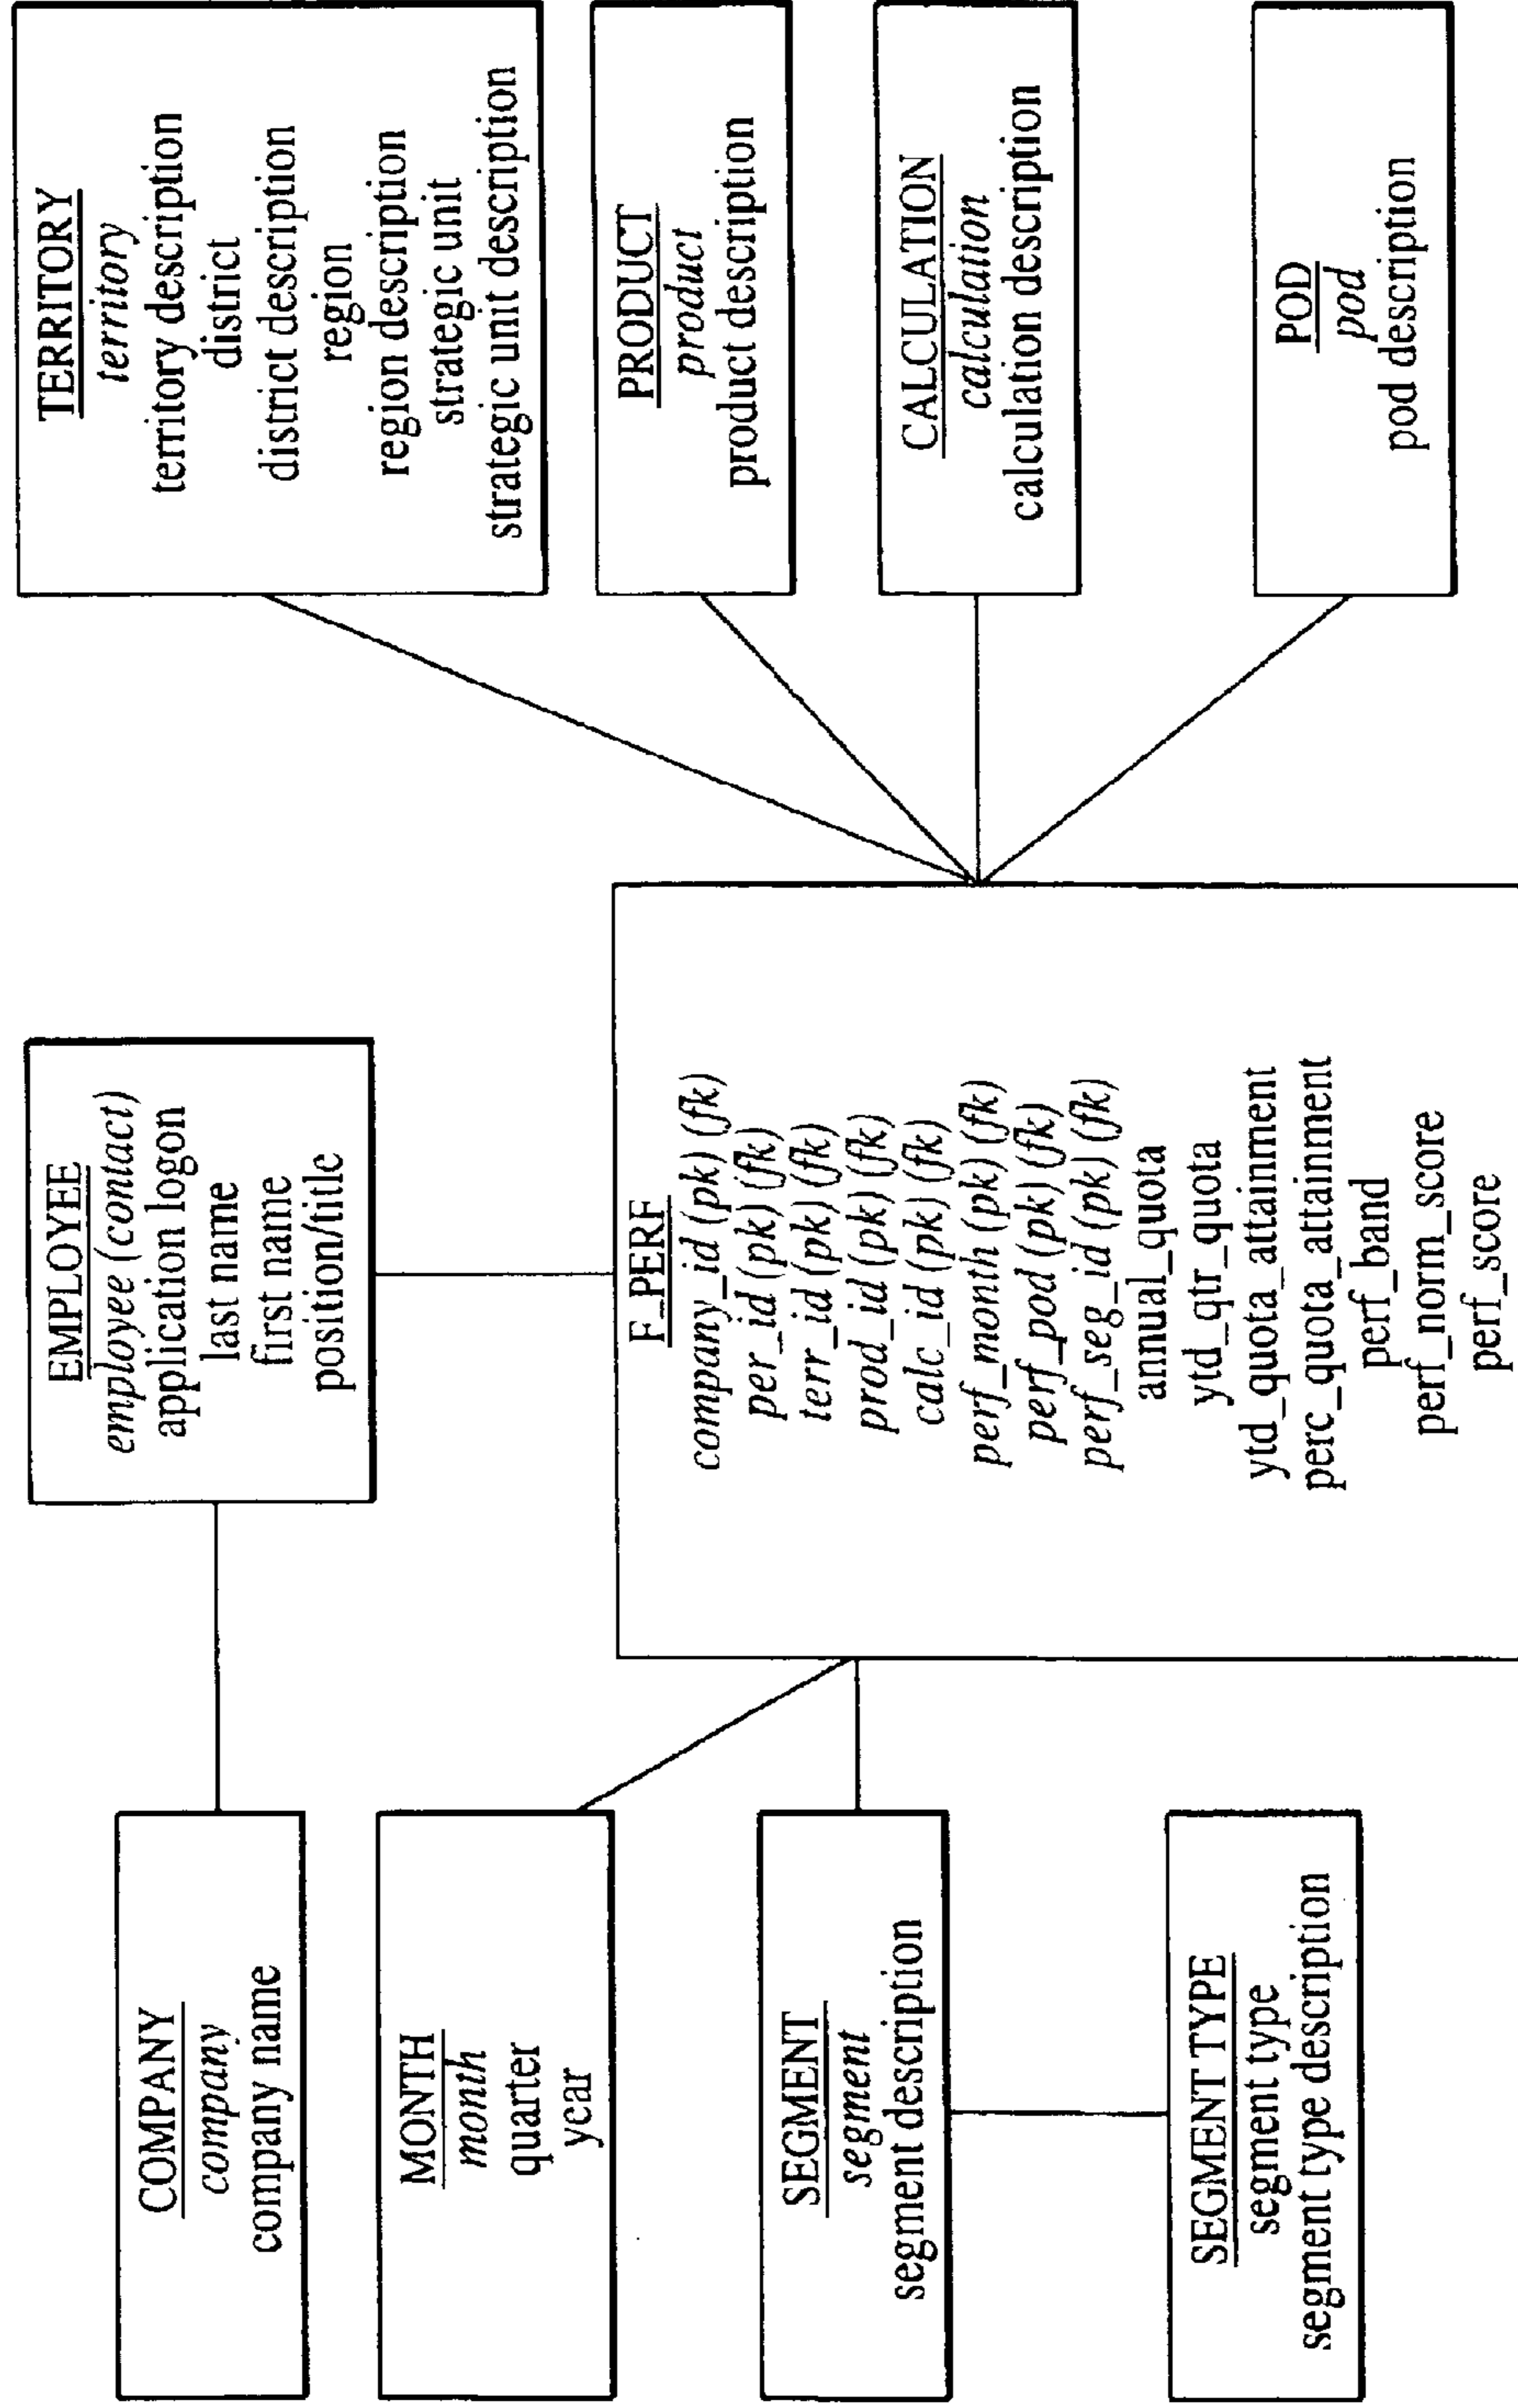 COMPANY
company
company name
EMPLOYEE
employee (contact)
application logon
last name
first name
position/title
TERRITORY
territory
territory description
district
district description
region
region description
strategic unit
strategic unit description
MONTH
month
quarter
year
PRODUCT
product
product description
F_PERF
company_id (pk) (fk)
per_id (pk) (fk)
terr_id (pk) (fk)
prod_id (pk) (fk)
calc_id (pk) (fk)
perf_month (pk) (fk)
perf_pod (pk) (fk)
perf_seg_id (pk) (fk)
annual_quota
ytd_qtr_quota
ytd_quota_attainment
perc_quota_attainment
perf_band
perf_norm_score
perf_score
SEGMENT
segment
segment description
CALCULATION
calculation
calculation description
SEGMENT TYPE
segment type
segment type description
POD
pod
pod description